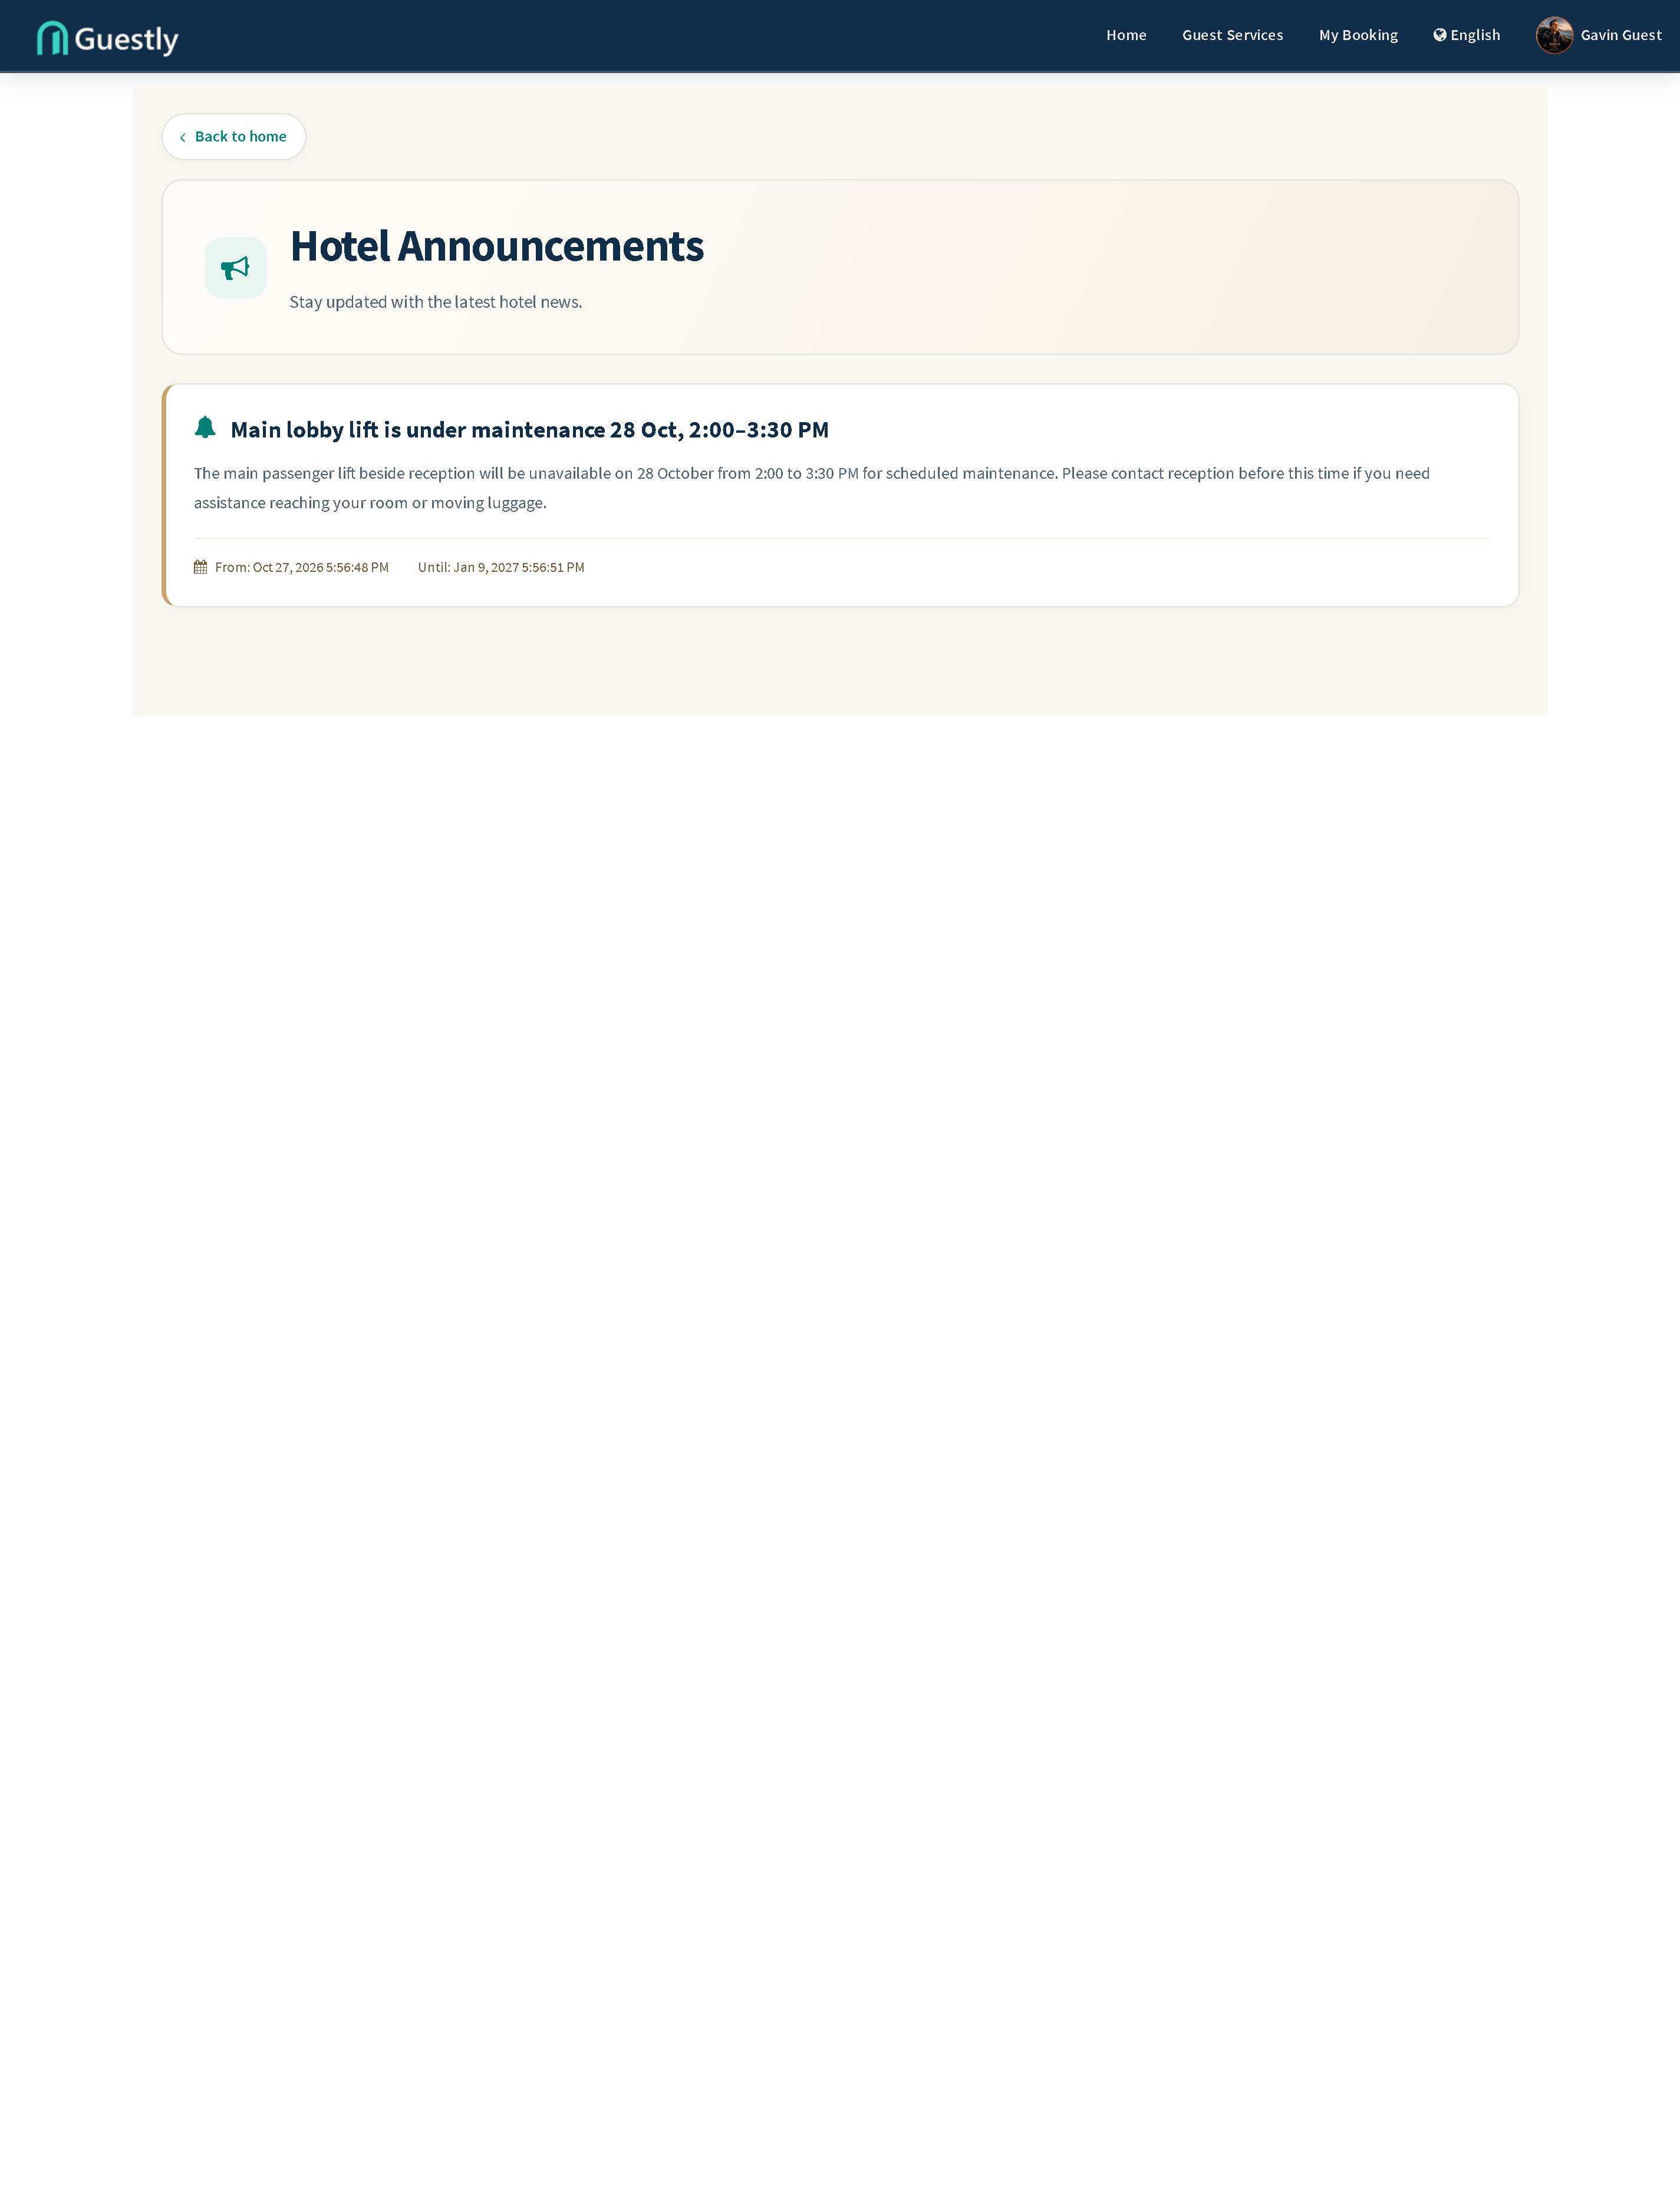 Guestly
Home
Guest Services
My Booking
English
Gavin Guest
Back to home
Hotel Announcements
Stay updated with the latest hotel news.
Main lobby lift is under maintenance 28 Oct, 2:00–3:30 PM
The main passenger lift beside reception will be unavailable on 28 October from 2:00 to 3:30 PM for scheduled maintenance. Please contact reception before this time if you need
assistance reaching your room or moving luggage.
From: Oct 27, 2026 5:56:48 PM
Until: Jan 9, 2027 5:56:51 PM